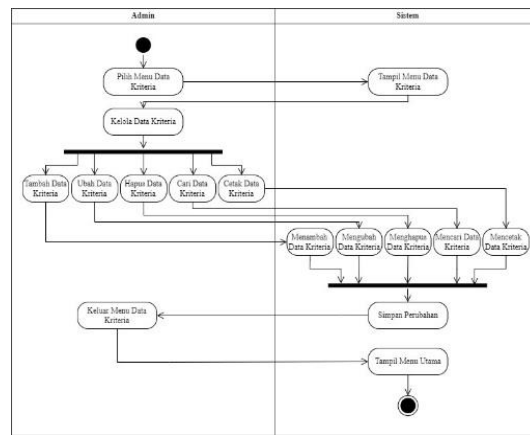 Admin
Sistem
Pilih Menu Data
Kriteria
Tampil Menu Data
Kriteria
Kelola Data Kriteria
Tambah Data
Kriteria
Ubah Data
Kriteria
Hapus Data
Kriteria
Cari Data
Kriteria
Cetak Data
Kriteria
Menambah
Data Kriteria
Mengubah
Data Kriteria
Menghapus
Data Kriteria
Mencari Data
Kriteria
Mencetak
Data Kriteria
Keluar Menu Data
Kriteria
Simpan Perubahan
Tampil Menu Utama